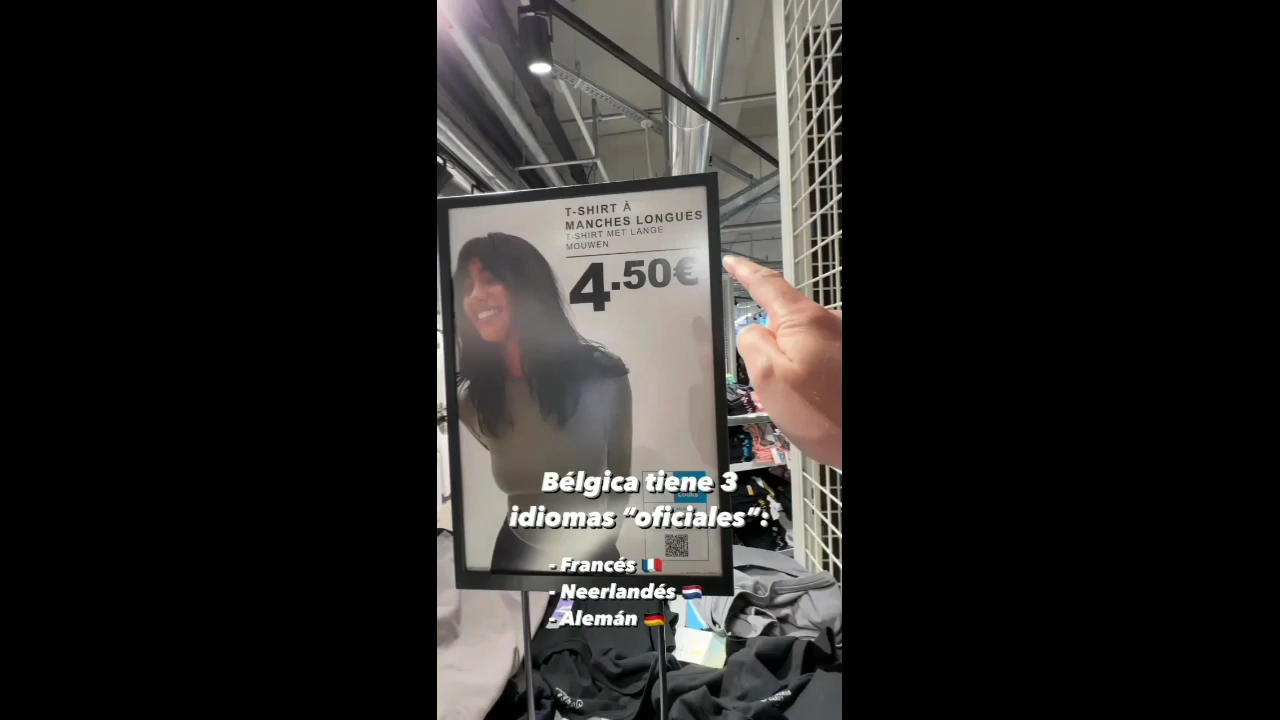 T-SHIRT À
MANCHES LONGUES
T-SHIRT MET LANGE
MOUWEN
4.50€
Bélgica tiene 3
idiomas “oficiales”:
- Francés 🇫🇷
- Neerlandés 🇳🇱
- Alemán 🇩🇪